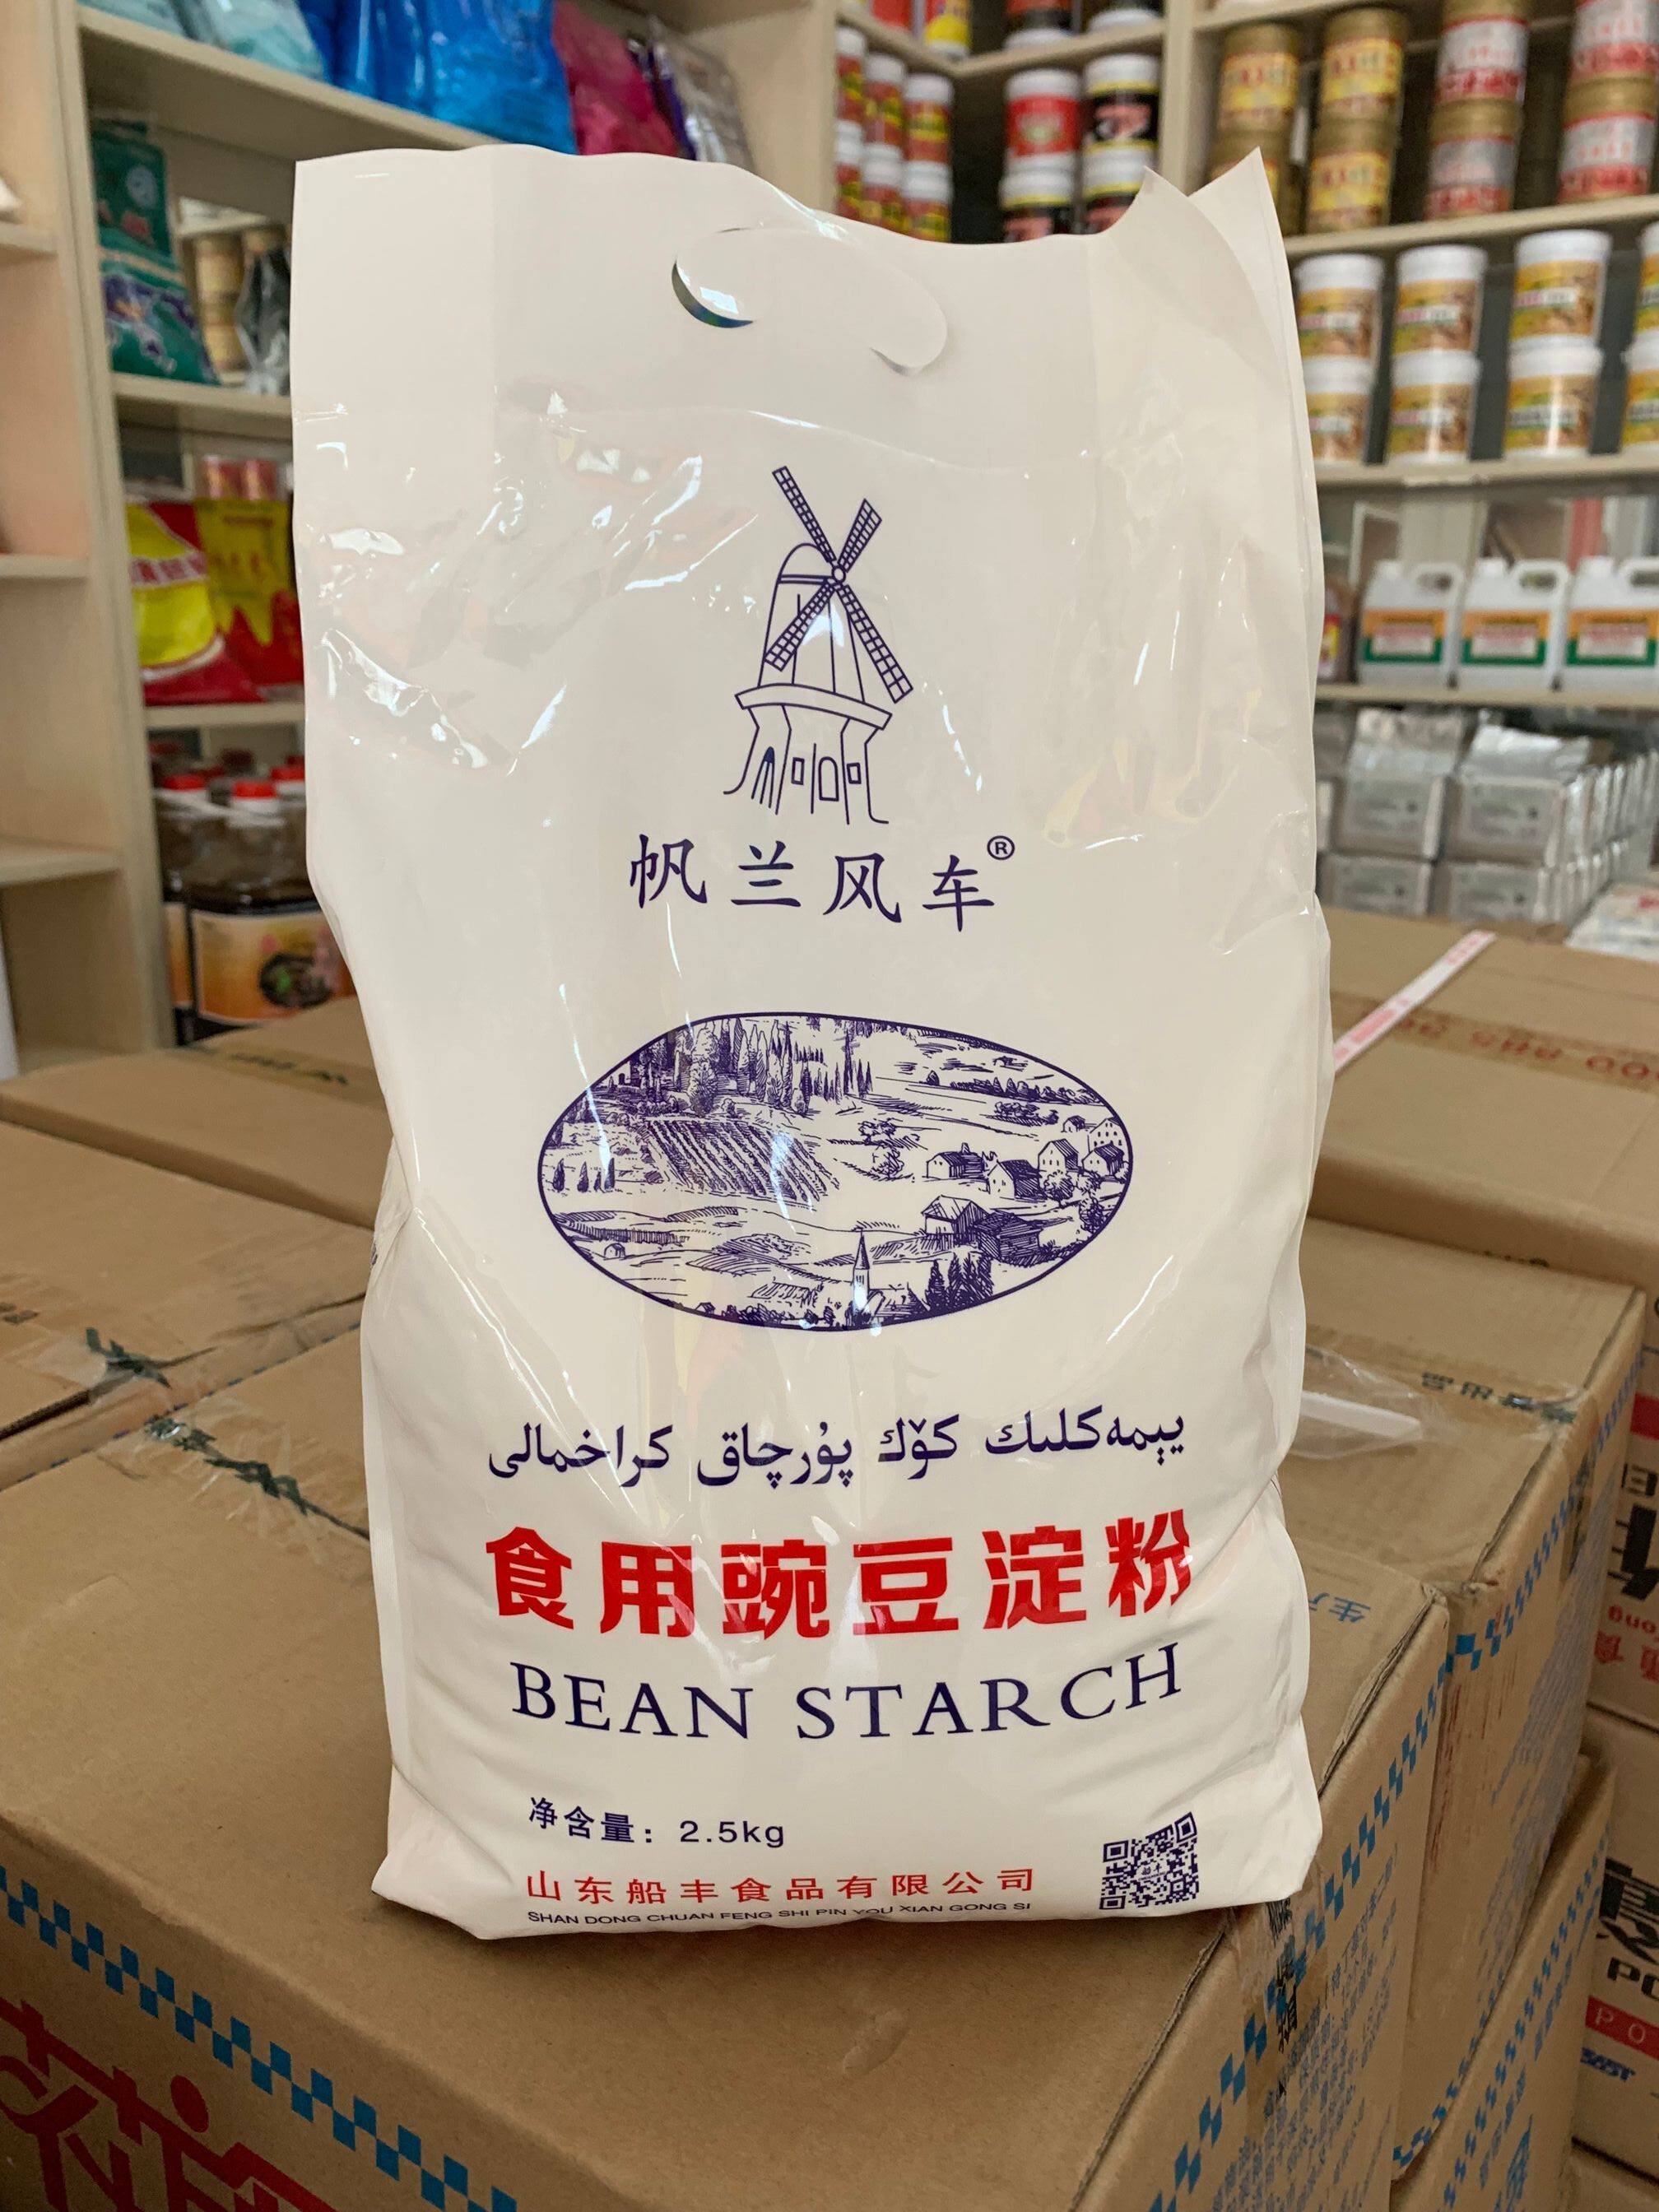 帆兰风车®
يېمەكلىك كۆك پۇرچاق كراخمالى
食用豌豆淀粉
BEAN STARCH
净含量：2.5kg
山东船丰食品有限公司
SHAN DONG CHUAN FENG SHI PIN YOU XIAN GONG SI